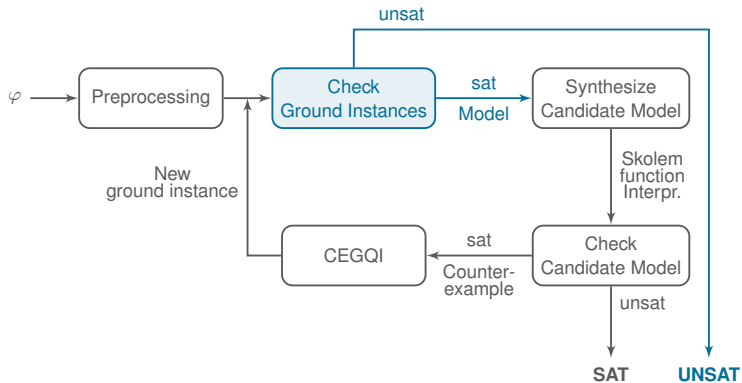 unsat
φ
Preprocessing
Check
Ground Instances
sat
Model
Synthesize
Candidate Model
New
ground instance
Skolem
function
Interpr.
CEGQI
sat
Counter-
example
Check
Candidate Model
unsat
SAT
UNSAT